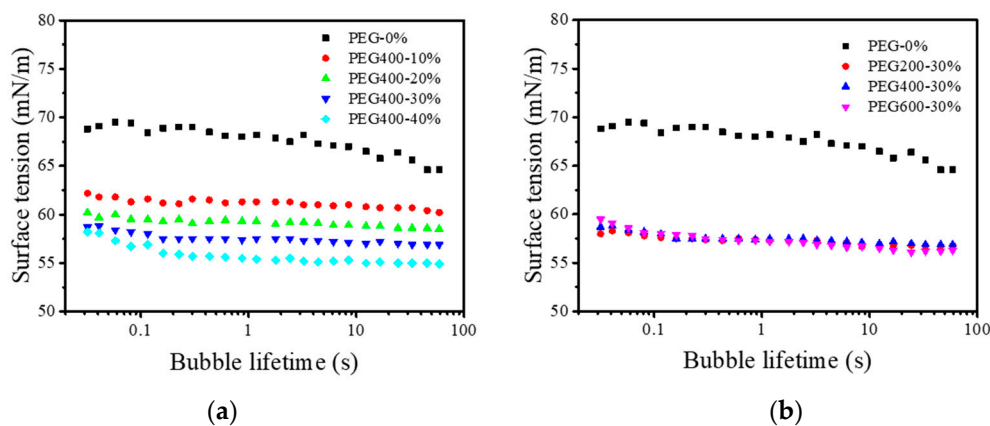 80
75
70
65
60
55
50
Surface tension (mN/m)
PEG-0%
PEG400-10%
PEG400-20%
PEG400-30%
PEG400-40%
0.1
1
10
100
Bubble lifetime (s)
(a)
80
75
70
65
60
55
50
Surface tension (mN/m)
PEG-0%
PEG200-30%
PEG400-30%
PEG600-30%
0.1
1
10
100
Bubble lifetime (s)
(b)